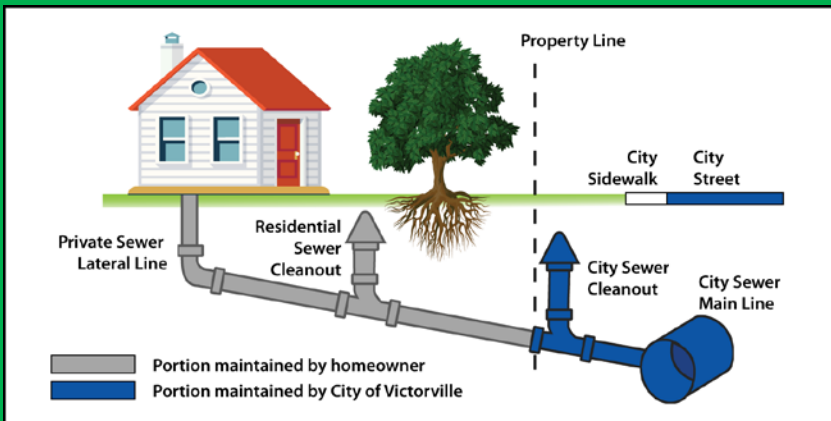 Property Line
City
Sidewalk
City
Street
Private Sewer
Lateral Line
Residential
Sewer
Cleanout
City Sewer
Cleanout
City Sewer
Main Line
Portion maintained by homeowner
Portion maintained by City of Victorville